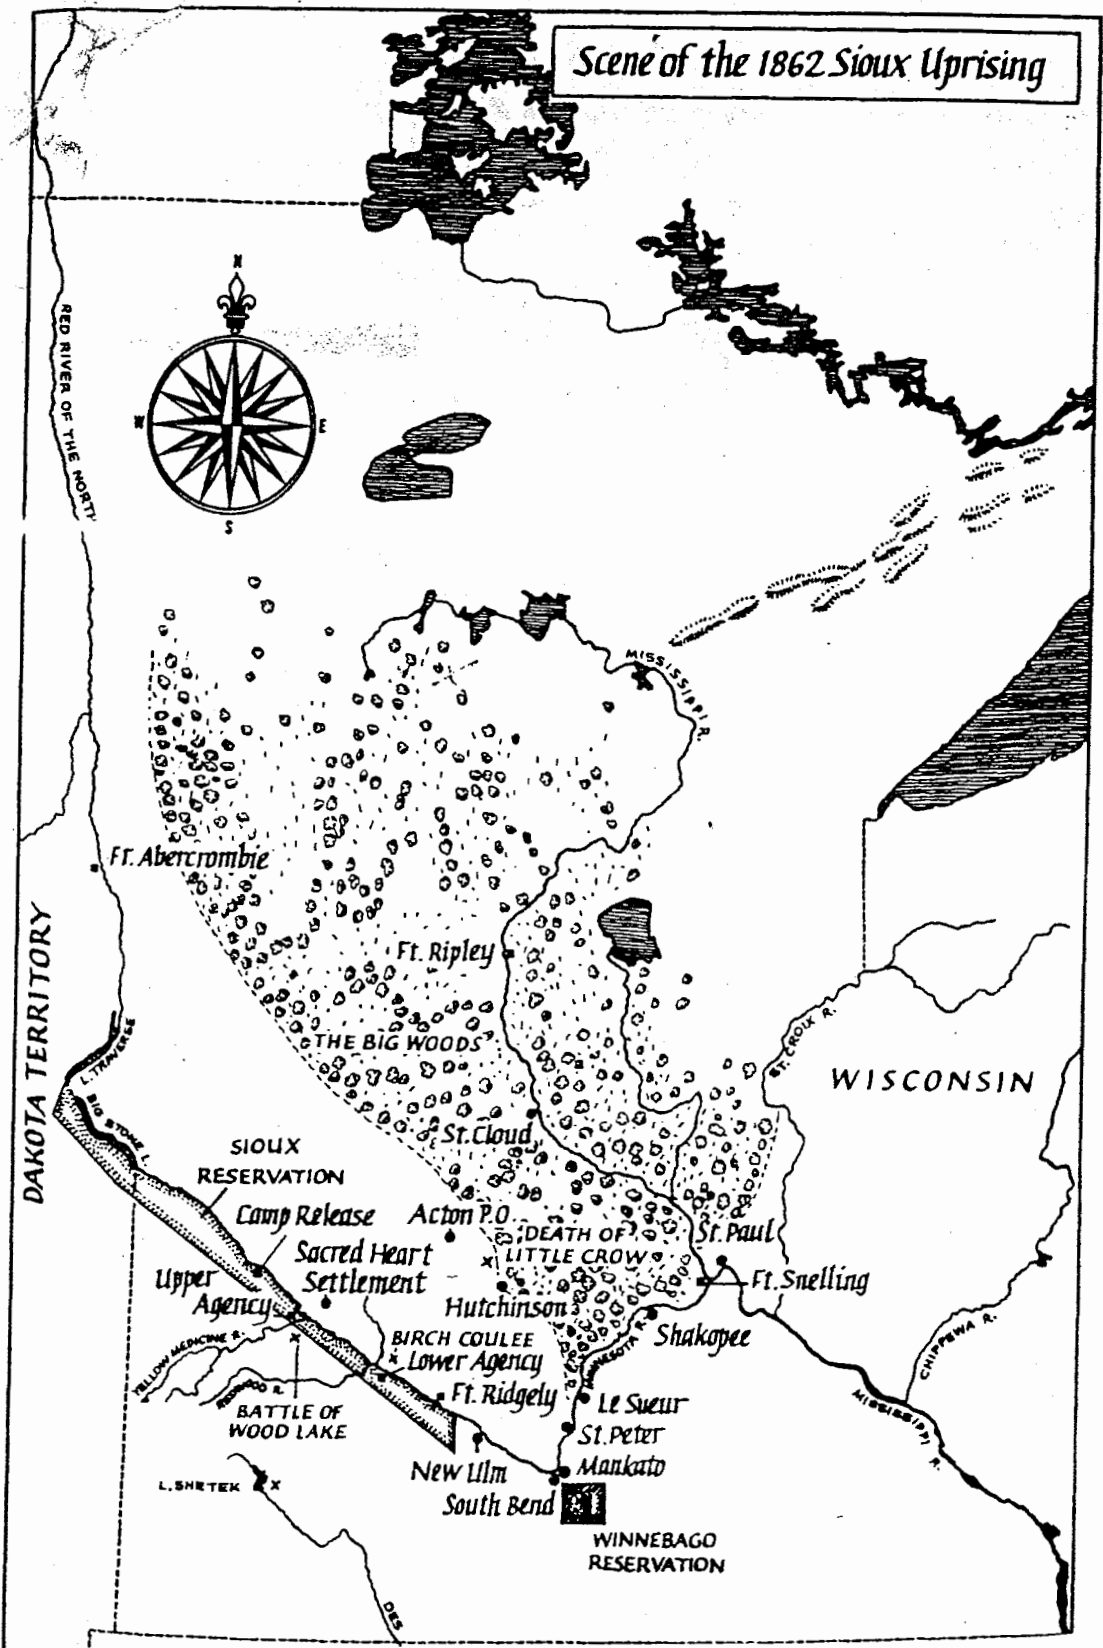 Scene of the 1862 Sioux Uprising
N
W
E
S
RED RIVER OF THE NORTH
MISSISSIPPI R.
Ft. Abercrombie
DAKOTA TERRITORY
Ft. Ripley
THE BIG WOODS
L. TRAVERSE
BIG STONE L.
ST. CROIX R.
WISCONSIN
St. Cloud
SIOUX
RESERVATION
Camp Release
Acton P.O.
Sacred Heart
Settlement
DEATH OF
LITTLE CROW
St. Paul
Upper
Agency
Hutchinson
Ft. Snelling
Shakopee
MINNESOTA R.
BIRCH COULEE
Lower Agency
YELLOW MEDICINE R.
REDWOOD R.
Ft. Ridgely
BATTLE OF
WOOD LAKE
Le Sueur
St. Peter
Mankato
New Ulm
South Bend
CHIPPEWA R.
MISSISSIPPI R.
L. SHETEK
WINNEBAGO
RESERVATION
DES